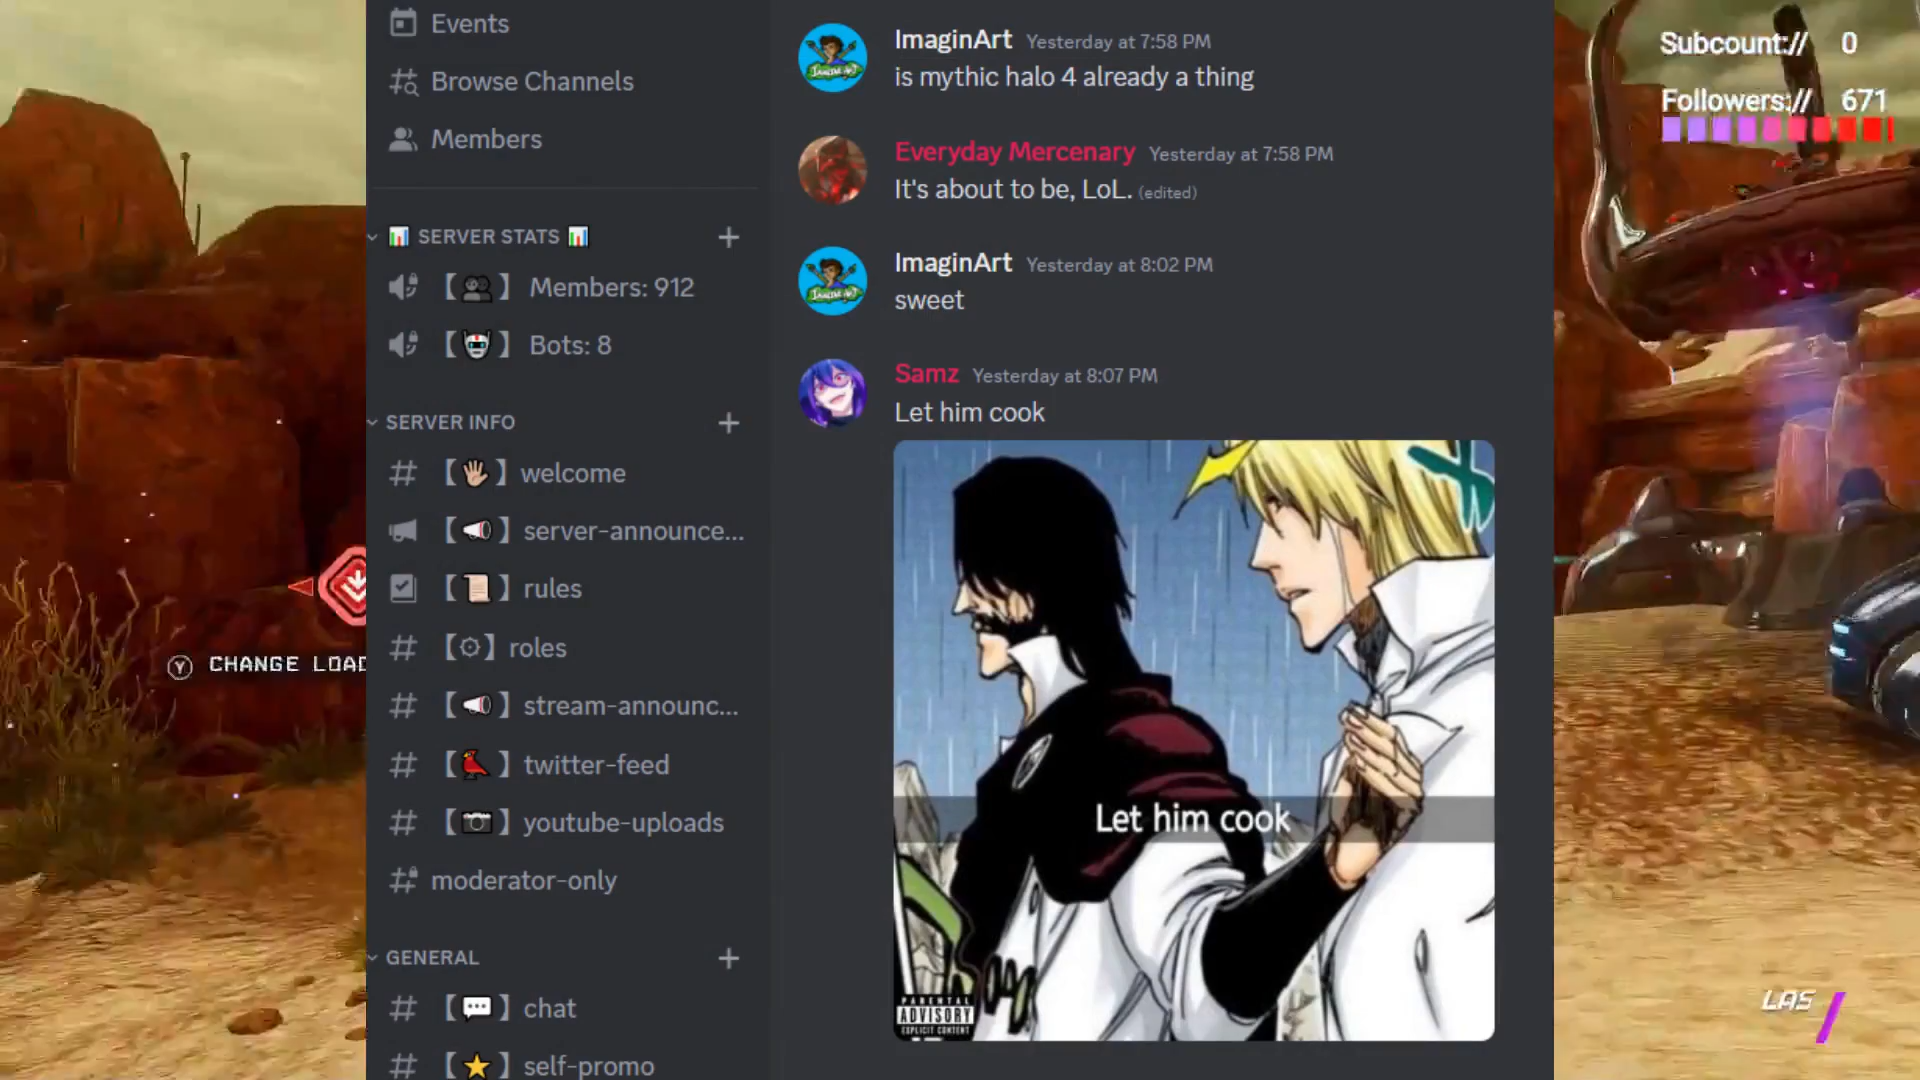 Events
Browse Channels
Members
SERVER STATS
【 】 Members: 912
【 】 Bots: 8
SERVER INFO
【 】 welcome
【 】 server-announce...
【 】 rules
【 】 roles
【 】 stream-announc...
【 】 twitter-feed
【 】 youtube-uploads
moderator-only
GENERAL
【 】 chat
【 】 self-promo
ImaginArt Yesterday at 7:58 PM
is mythic halo 4 already a thing
Everyday Mercenary Yesterday at 7:58 PM
It's about to be, LoL. (edited)
ImaginArt Yesterday at 8:02 PM
sweet
Samz Yesterday at 8:07 PM
Let him cook
Let him cook
PARENTAL
ADVISORY
EXPLICIT CONTENT
Subcount:// 0
Followers:// 671
Y CHANGE LOAD
LAS